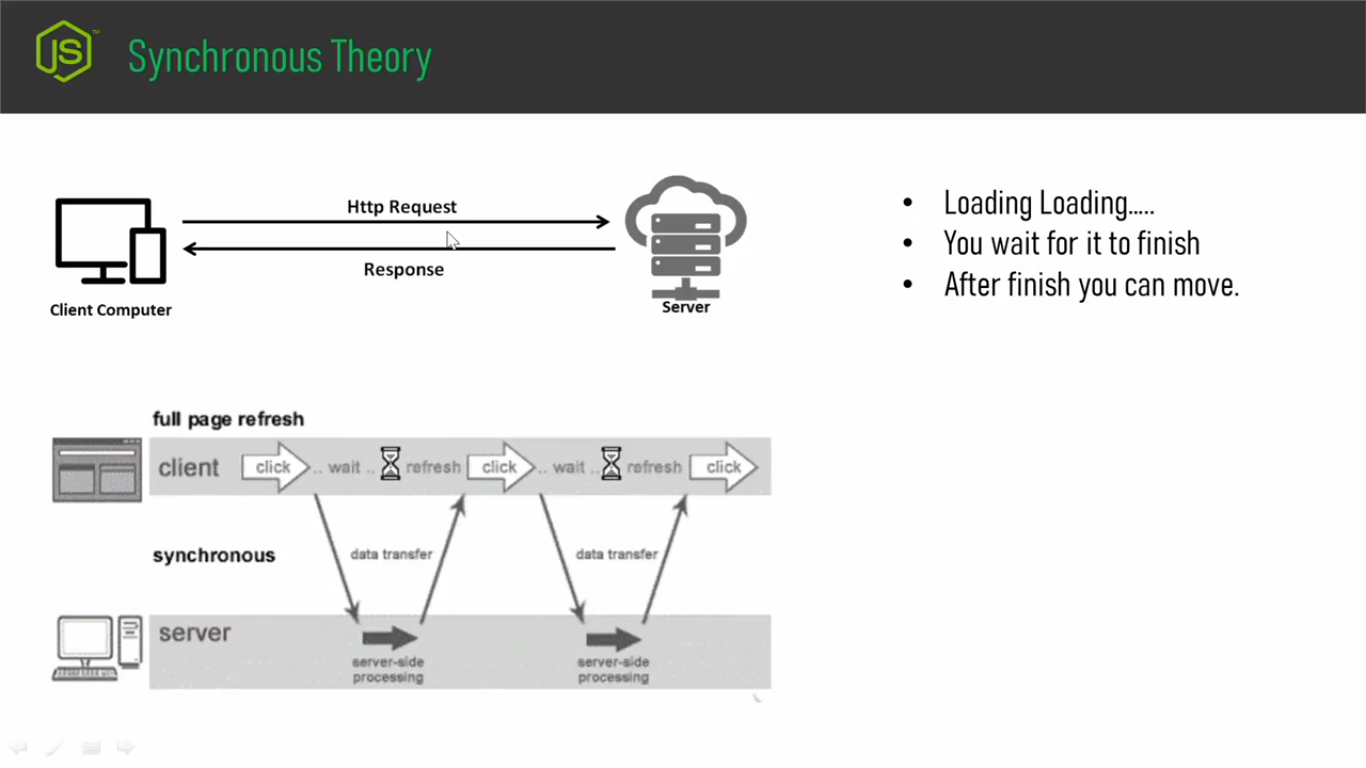 JS™
Synchronous Theory
Http Request
Response
Client Computer
Server
• Loading Loading.....
• You wait for it to finish
• After finish you can move.
full page refresh
client click .. wait .. refresh click .. wait .. refresh click
synchronous data transfer data transfer
server
server-side
processing
server-side
processing